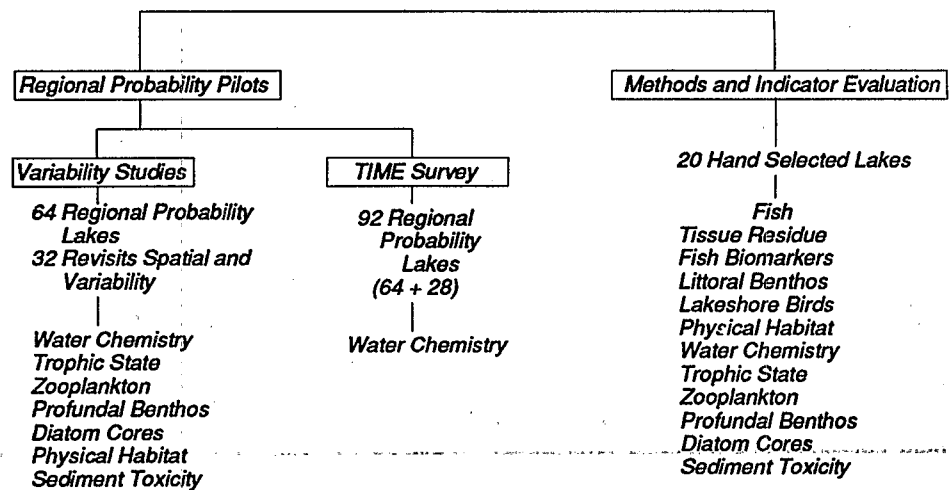 Regional Probability Pilots
Methods and Indicator Evaluation
Variability Studies
64 Regional Probability
Lakes
32 Revisits Spatial and
Variability
Water Chemistry
Trophic State
Zooplankton
Profundal Benthos
Diatom Cores
Physical Habitat
Sediment Toxicity
TIME Survey
92 Regional
Probability
Lakes
(64 + 28)
Water Chemistry
20 Hand Selected Lakes
Fish
Tissue Residue
Fish Biomarkers
Littoral Benthos
Lakeshore Birds
Physical Habitat
Water Chemistry
Trophic State
Zooplankton
Profundal Benthos
Diatom Cores
Sediment Toxicity